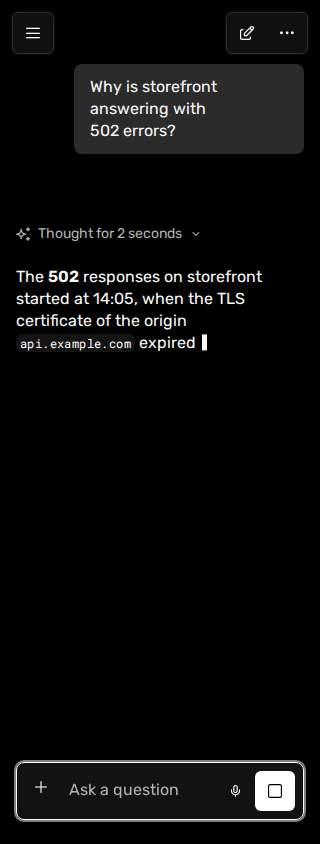 Why is storefront
answering with
502 errors?
Thought for 2 seconds
The 502 responses on storefront
started at 14:05, when the TLS
certificate of the origin
api.example.com expired
Ask a question